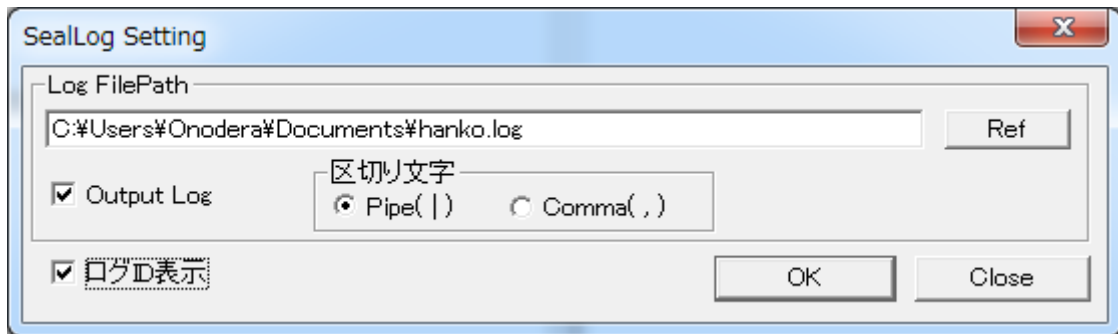 SealLog Setting
Log FilePath
C:¥Users¥Onodera¥Documents¥hanko.log
Ref
区切り文字
Output Log
Pipe( | )
Comma( , )
ログID表示
OK
Close